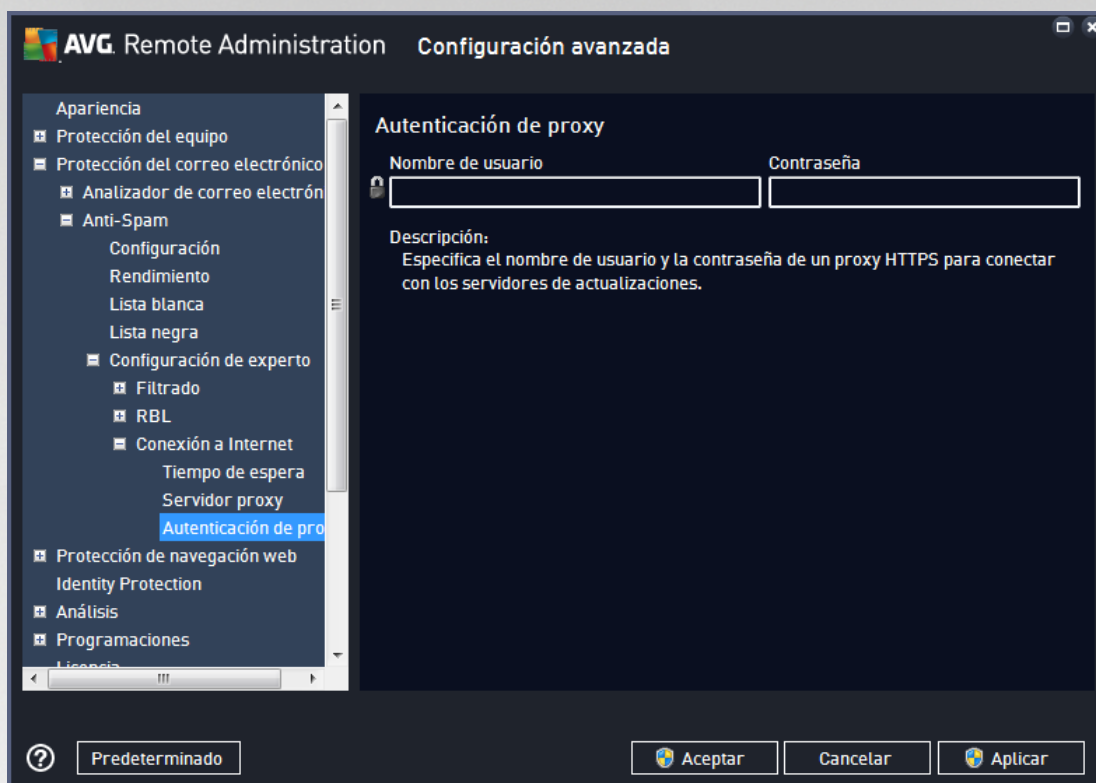 AVG. Remote Administration Configuración avanzada
Apariencia
Protección del equipo
Protección del correo electrónico
Analizador de correo electrón
Anti-Spam
Configuración
Rendimiento
Lista blanca
Lista negra
Configuración de experto
Filtrado
RBL
Conexión a Internet
Tiempo de espera
Servidor proxy
Autenticación de pro
Protección de navegación web
Identity Protection
Análisis
Programaciones
Licencia
Autenticación de proxy
Nombre de usuario Contraseña
Descripción:
Especifica el nombre de usuario y la contraseña de un proxy HTTPS para conectar
con los servidores de actualizaciones.
Predeterminado Aceptar Cancelar Aplicar